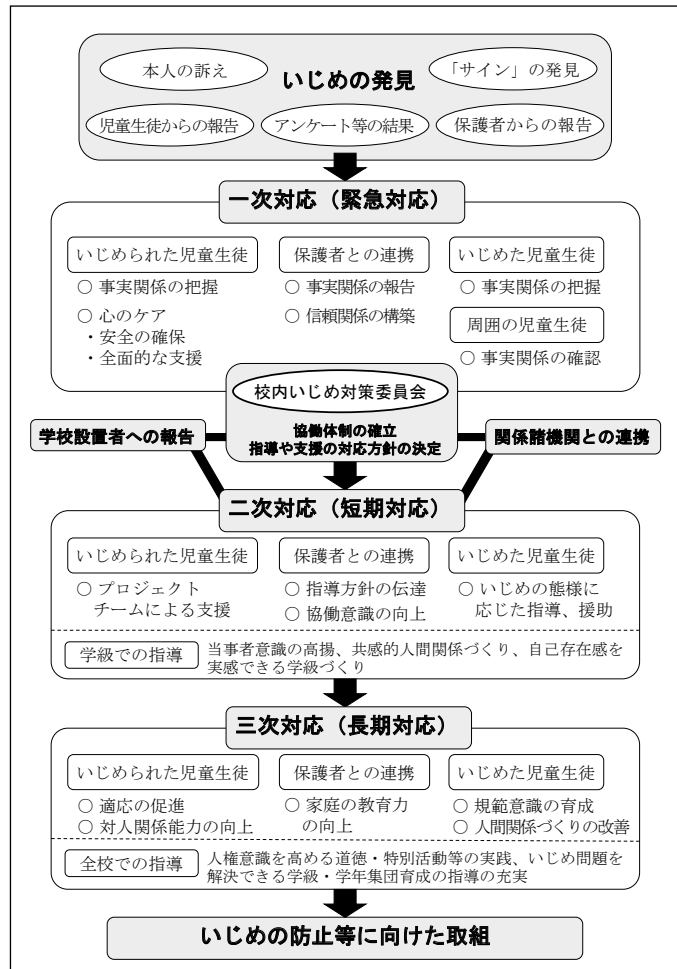 本人の訴え
「サイン」の発見
いじめの発見
児童生徒からの報告
アンケート等の結果
保護者からの報告
一次対応（緊急対応）
いじめられた児童生徒
○ 事実関係の把握
○ 心のケア
・安全の確保
・全面的な支援
保護者との連携
○ 事実関係の報告
○ 信頼関係の構築
いじめた児童生徒
○ 事実関係の把握
周囲の児童生徒
○ 事実関係の確認
校内いじめ対策委員会
協働体制の確立
指導や支援の対応方針の決定
学校設置者への報告
関係諸機関との連携
二次対応（短期対応）
いじめられた児童生徒
○ プロジェクト
チームによる支援
保護者との連携
○ 指導方針の伝達
○ 協働意識の向上
いじめた児童生徒
○ いじめの態様に
応じた指導、援助
学級での指導
当事者意識の高揚、共感的人間関係づくり、自己存在感を
実感できる学級づくり
三次対応（長期対応）
いじめられた児童生徒
○ 適応の促進
○ 対人関係能力の向上
保護者との連携
○ 家庭の教育力
の向上
いじめた児童生徒
○ 規範意識の育成
○ 人間関係づくりの改善
全校での指導
人権意識を高める道徳・特別活動等の実践、いじめ問題を
解決できる学級・学年集団育成の指導の充実
いじめの防止等に向けた取組